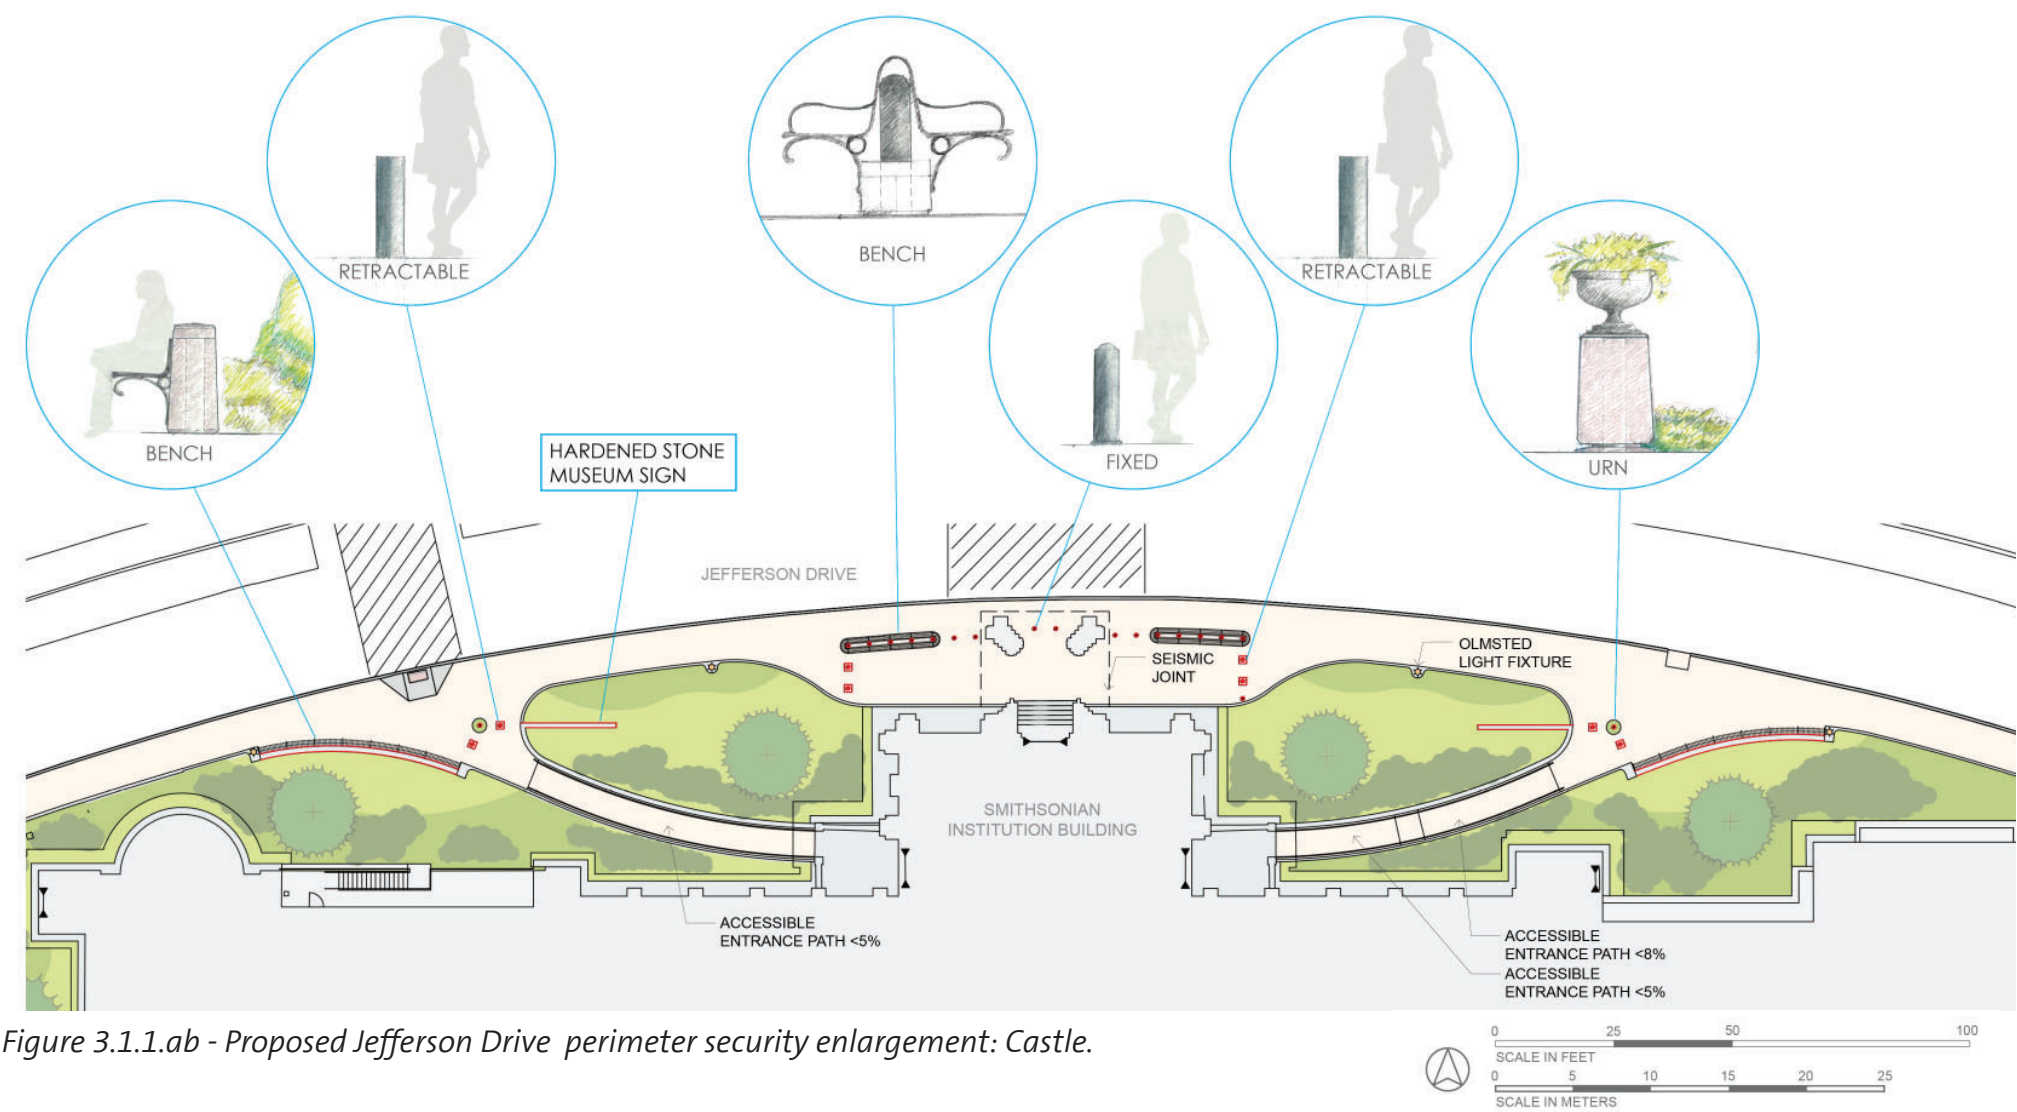 RETRACTABLE
BENCH
RETRACTABLE
BENCH
FIXED
URN
HARDENED STONE
MUSEUM SIGN
JEFFERSON DRIVE
SEISMIC
JOINT
OLMSTED
LIGHT FIXTURE
SMITHSONIAN
INSTITUTION BUILDING
ACCESSIBLE
ENTRANCE PATH <5%
ACCESSIBLE
ENTRANCE PATH <8%
ACCESSIBLE
ENTRANCE PATH <5%
Figure 3.1.1.ab - Proposed Jefferson Drive perimeter security enlargement: Castle.
0 25 50 100
SCALE IN FEET
0 5 10 15 20 25
SCALE IN METERS